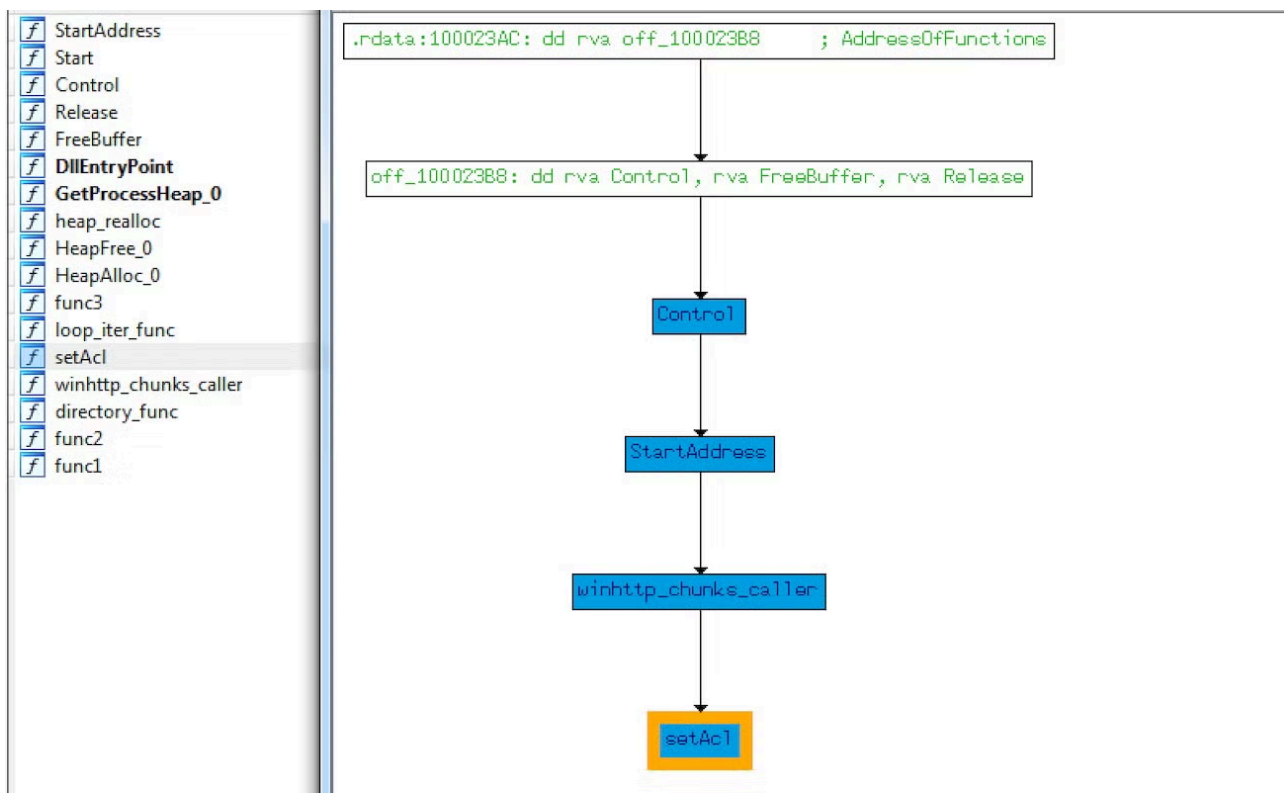 StartAddress
Start
Control
Release
FreeBuffer
DllEntryPoint
GetProcessHeap_0
heap_realloc
HeapFree_0
HeapAlloc_0
func3
loop_iter_func
setAcl
winhttp_chunks_caller
directory_func
func2
func1
.rdata:100023AC: dd rva off_100023B8 ; AddressOfFunctions
off_100023B8: dd rva Control, rva FreeBuffer, rva Release
Control
StartAddress
winhttp_chunks_caller
setAcl